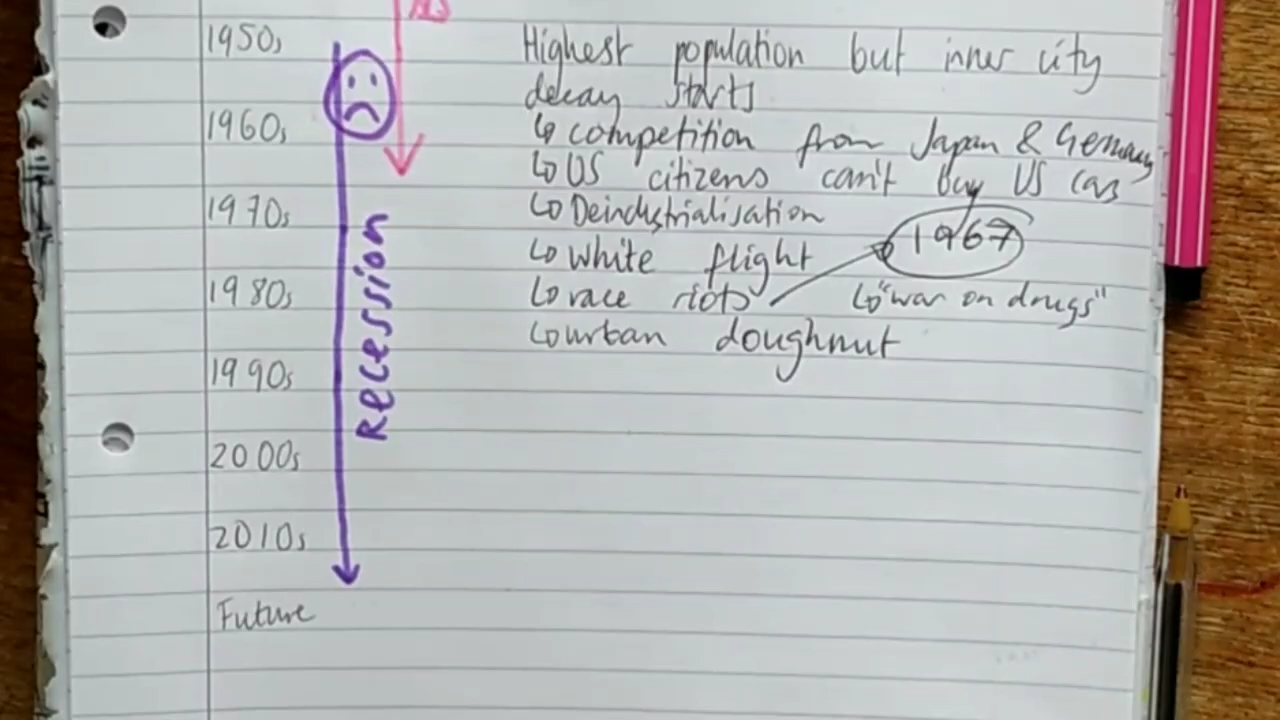 1950s
Highest population but inner city
decay starts
1960s
↳ competition from Japan & Germany
↳ US citizens can't buy US cars
1970s
↳ Deindustrialisation
↳ white flight
1967
1980s
↳ race riots
↳ "war on drugs"
↳ urban doughnut
1990s
Recession
2000s
2010s
Future